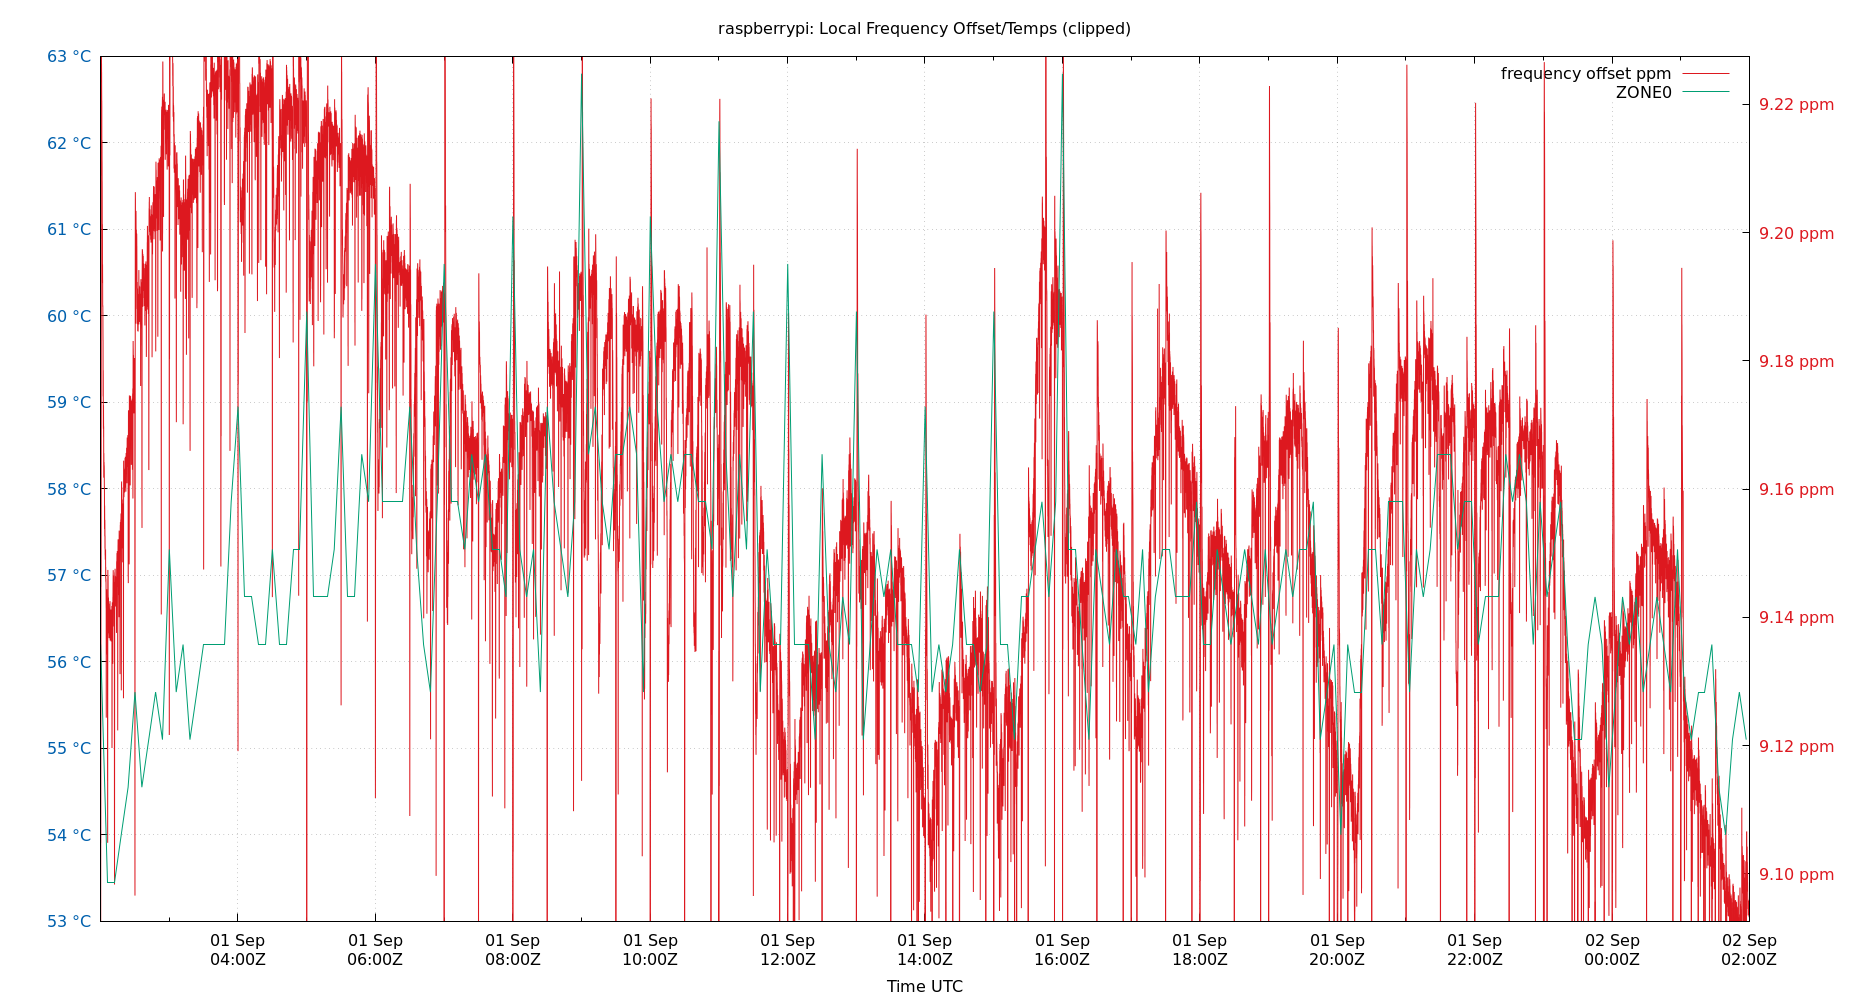 raspberrypi: Local Frequency Offset/Temps (clipped)
63 °C
62 °C
61 °C
60 °C
59 °C
58 °C
57 °C
56 °C
55 °C
54 °C
53 °C
frequency offset ppm
ZONE0
9.22 ppm
9.20 ppm
9.18 ppm
9.16 ppm
9.14 ppm
9.12 ppm
9.10 ppm
01 Sep
04:00Z
01 Sep
06:00Z
01 Sep
08:00Z
01 Sep
10:00Z
01 Sep
12:00Z
01 Sep
14:00Z
01 Sep
16:00Z
01 Sep
18:00Z
01 Sep
20:00Z
01 Sep
22:00Z
02 Sep
00:00Z
02 Sep
02:00Z
Time UTC